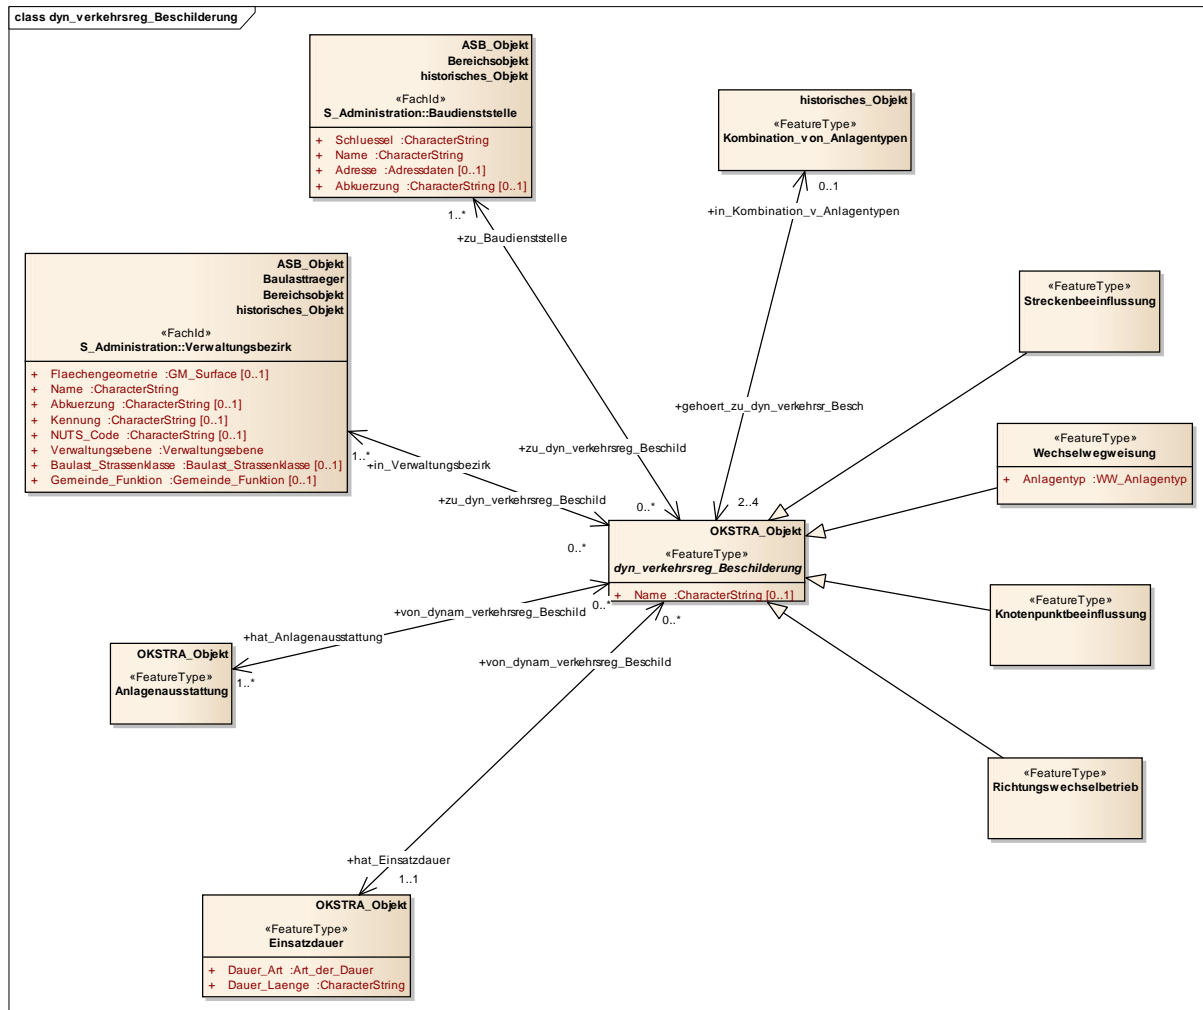 class dyn_verkehrsreg_Beschilderung
ASB_Objekt
Bereichsobjekt
historisches_Objekt
«FachId»
S_Administration::Baudienststelle
+ Schluessel :CharacterString
+ Name :CharacterString
+ Adresse :Adressdaten [0..1]
+ Abkuerzung :CharacterString [0..1]
historisches_Objekt
«FeatureType»
Kombination_von_Anlagentypen
1..*
+zu_Baudienststelle
0..1
+in_Kombination_v_Anlagentypen
ASB_Objekt
Baulasttraeger
Bereichsobjekt
historisches_Objekt
«FachId»
S_Administration::Verwaltungsbezirk
+ Flaechengeometrie :GM_Surface [0..1]
+ Name :CharacterString
+ Abkuerzung :CharacterString [0..1]
+ Kennung :CharacterString [0..1]
+ NUTS_Code :CharacterString [0..1]
+ Verwaltungsebene :Verwaltungsebene
+ Baulast_Strassenklasse :Baulast_Strassenklasse [0..1]
+ Gemeinde_Funktion :Gemeinde_Funktion [0..1]
«FeatureType»
Streckenbeeinflussung
+gehoert_zu_dyn_verkehrsr_Besch
2..4
+zu_dyn_verkehrsreg_Beschild
0..*
1..*
+in_Verwaltungsbezirk
+zu_dyn_verkehrsreg_Beschild
0..*
«FeatureType»
Wechselwegweisung
+ Anlagentyp :WW_Anlagentyp
OKSTRA_Objekt
«FeatureType»
dyn_verkehrsreg_Beschilderung
+ Name :CharacterString [0..1]
«FeatureType»
Knotenpunktbeeinflussung
+von_dynam_verkehrsreg_Beschild
0..*
+hat_Anlagenausstattung
1..*
OKSTRA_Objekt
«FeatureType»
Anlagenausstattung
0..*
+von_dynam_verkehrsreg_Beschild
«FeatureType»
Richtungswechselbetrieb
+hat_Einsatzdauer
1..1
OKSTRA_Objekt
«FeatureType»
Einsatzdauer
+ Dauer_Art :Art_der_Dauer
+ Dauer_Laenge :CharacterString